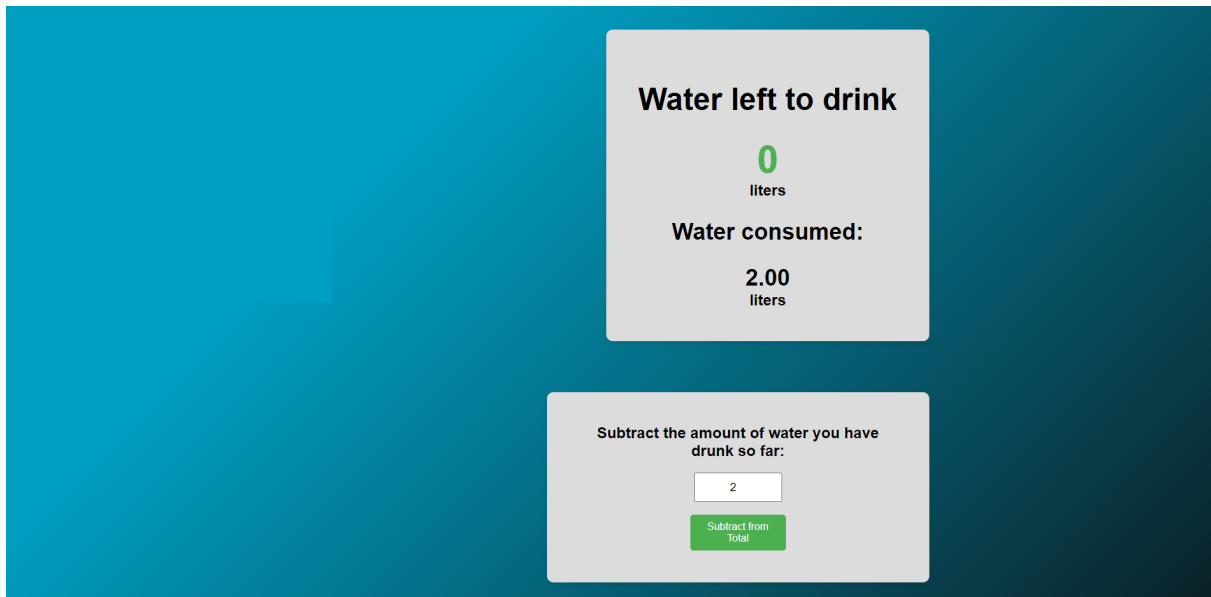 Water left to drink
0
liters
Water consumed:
2.00
liters
Subtract the amount of water you have
drunk so far:
2
Subtract from
Total